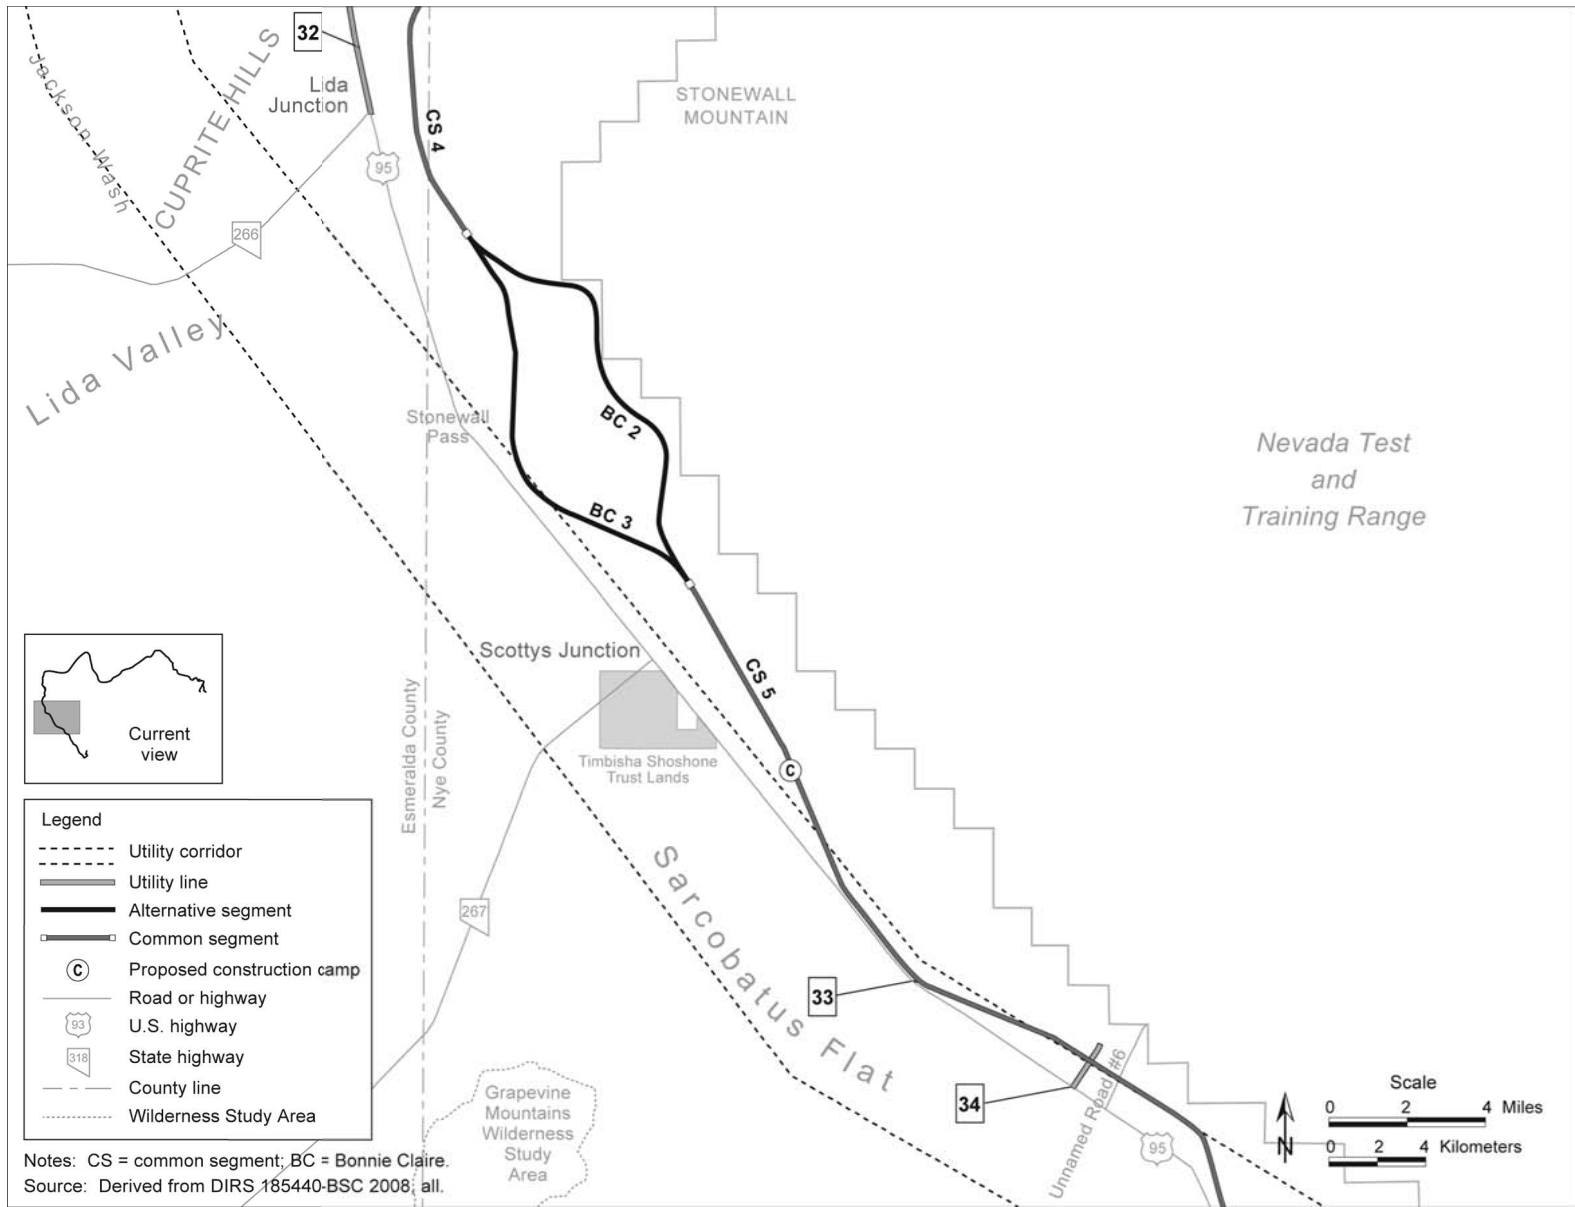 32
Lida
Junction
Jackson Wash
CUPRITE HILLS
CS 4
STONEWALL
MOUNTAIN
95
266
Lida Valley
Stonewall
Pass
BC 2
BC 3
Nevada Test
and
Training Range
Scottys Junction
CS 5
Current
view
Esmeralda County
Nye County
Timbisha Shoshone
Trust Lands
C
Legend
Utility corridor
Utility line
Alternative segment
Common segment
C Proposed construction camp
Road or highway
93 U.S. highway
318 State highway
County line
Wilderness Study Area
267
Sarcobatus Flat
33
34
Unnamed Road #6
95
Grapevine
Mountains
Wilderness
Study
Area
N
Scale
0 2 4 Miles
0 2 4 Kilometers
Notes: CS = common segment; BC = Bonnie Claire.
Source: Derived from DIRS 185440-BSC 2008, all.